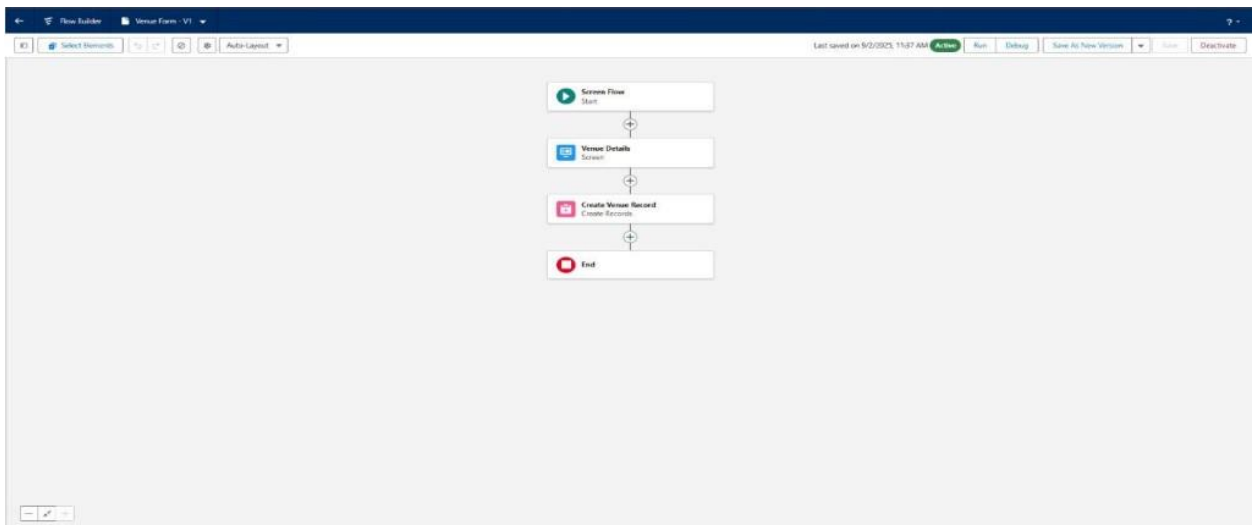 Flow Builder
Venue Form - V1
?
Select Elements
Auto-Layout
Last saved on 9/2/2025, 11:37 AM
Active
Run
Debug
Save As New Version
Save
Deactivate
Screen Flow
Start
Venue Details
Screen
Create Venue Record
Create Records
End